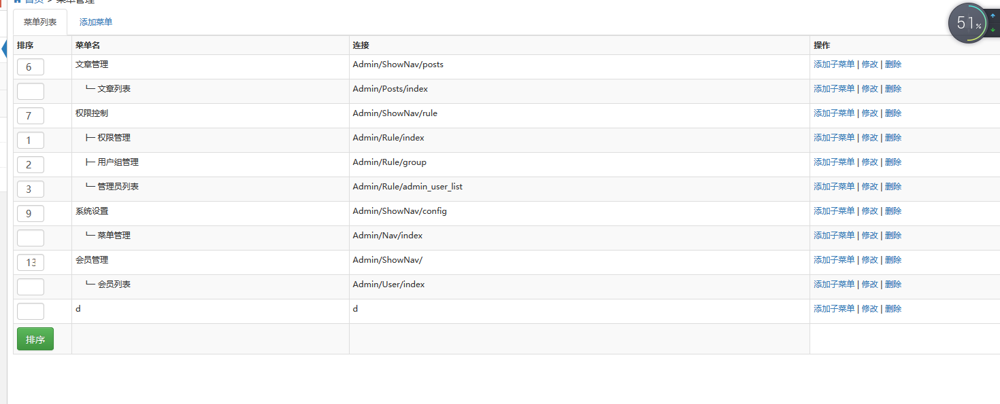 首页 > 菜单管理
菜单列表 添加菜单
51%
排序 菜单名 连接 操作
6 文章管理 Admin/ShowNav/posts 添加子菜单 | 修改 | 删除
└─ 文章列表 Admin/Posts/index 添加子菜单 | 修改 | 删除
7 权限控制 Admin/ShowNav/rule 添加子菜单 | 修改 | 删除
1 ├─ 权限管理 Admin/Rule/index 添加子菜单 | 修改 | 删除
2 ├─ 用户组管理 Admin/Rule/group 添加子菜单 | 修改 | 删除
3 └─ 管理员列表 Admin/Rule/admin_user_list 添加子菜单 | 修改 | 删除
9 系统设置 Admin/ShowNav/config 添加子菜单 | 修改 | 删除
└─ 菜单管理 Admin/Nav/index 添加子菜单 | 修改 | 删除
13 会员管理 Admin/ShowNav/ 添加子菜单 | 修改 | 删除
└─ 会员列表 Admin/User/index 添加子菜单 | 修改 | 删除
d d 添加子菜单 | 修改 | 删除
排序